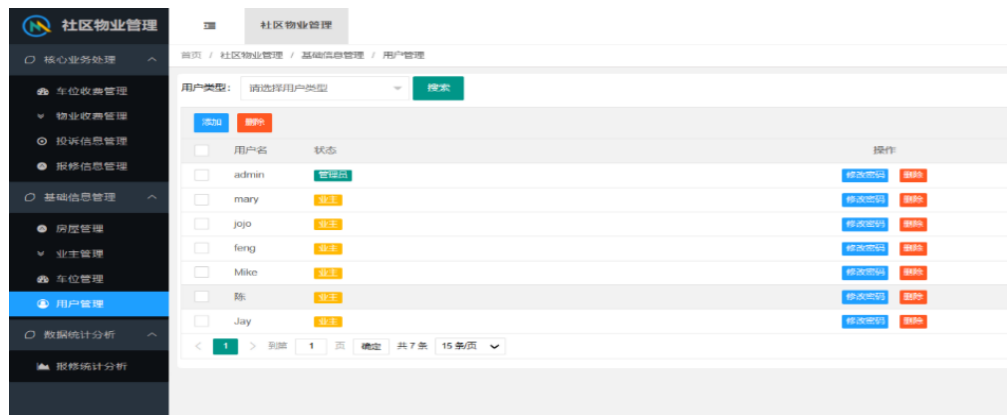 社区物业管理
社区物业管理
首页 / 社区物业管理 / 基础信息管理 / 用户管理
核心业务处理
车位收费管理
物业收费管理
投诉信息管理
报修信息管理
基础信息管理
房屋管理
业主管理
车位管理
用户管理
数据统计分析
报修统计分析
用户类型： 请选择用户类型 搜索
添加 删除
用户名 状态 操作
admin 管理员 修改密码 删除
mary 业主 修改密码 删除
jojo 业主 修改密码 删除
feng 业主 修改密码 删除
Mike 业主 修改密码 删除
陈 业主 修改密码 删除
Jay 业主 修改密码 删除
< 1 > 到第 1 页 确定 共 7 条 15 条/页